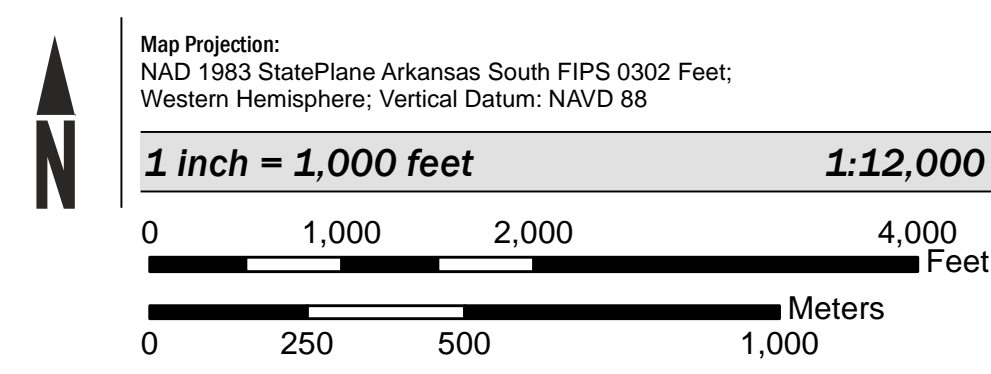 N
Map Projection:
NAD 1983 StatePlane Arkansas South FIPS 0302 Feet;
Western Hemisphere; Vertical Datum: NAVD 88
1 inch = 1,000 feet 1:12,000
0 1,000 2,000 4,000
Feet
Meters
0 250 500 1,000